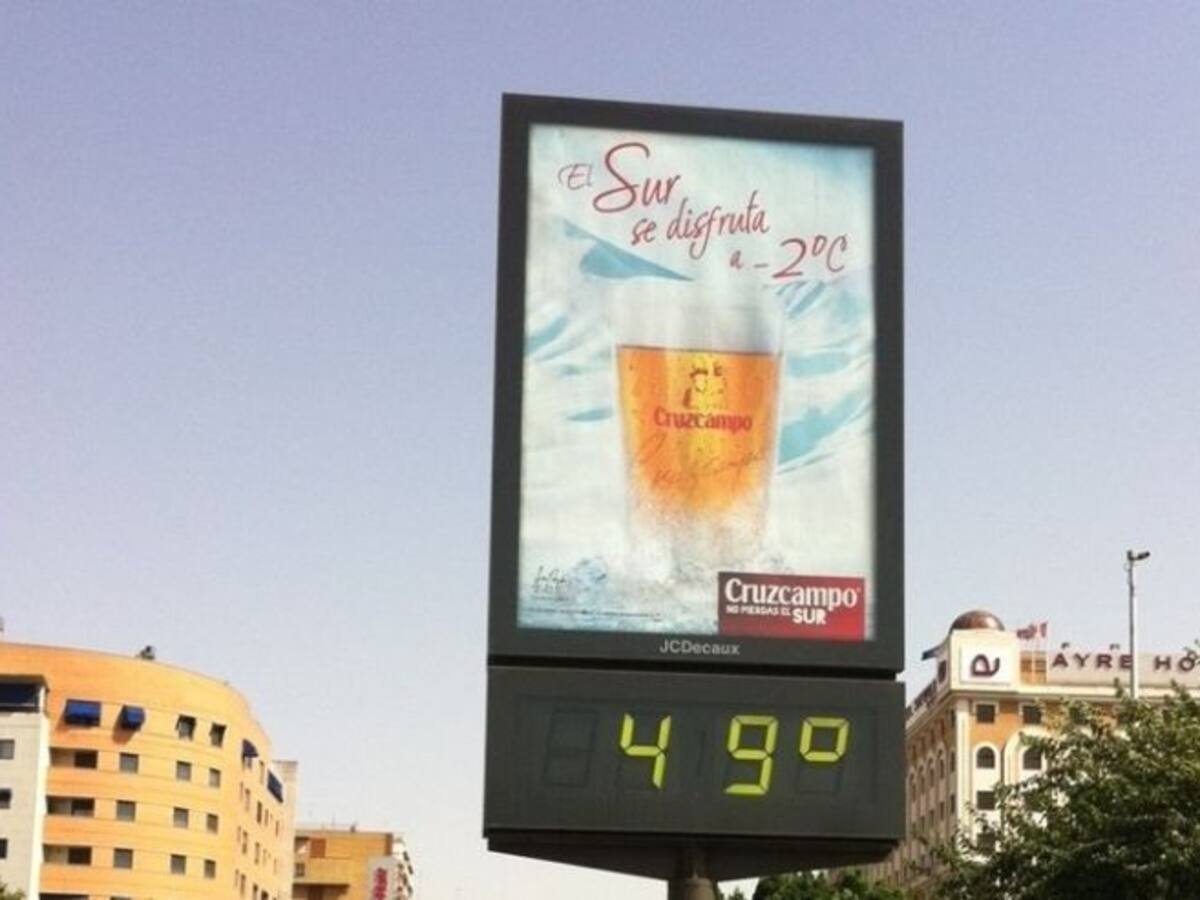 El Sur
se disfruta
a -2ºC
Cruzcampo
Cruzcampo
NO PIERDAS EL
SUR
JCDecaux
49º
AYRE HO